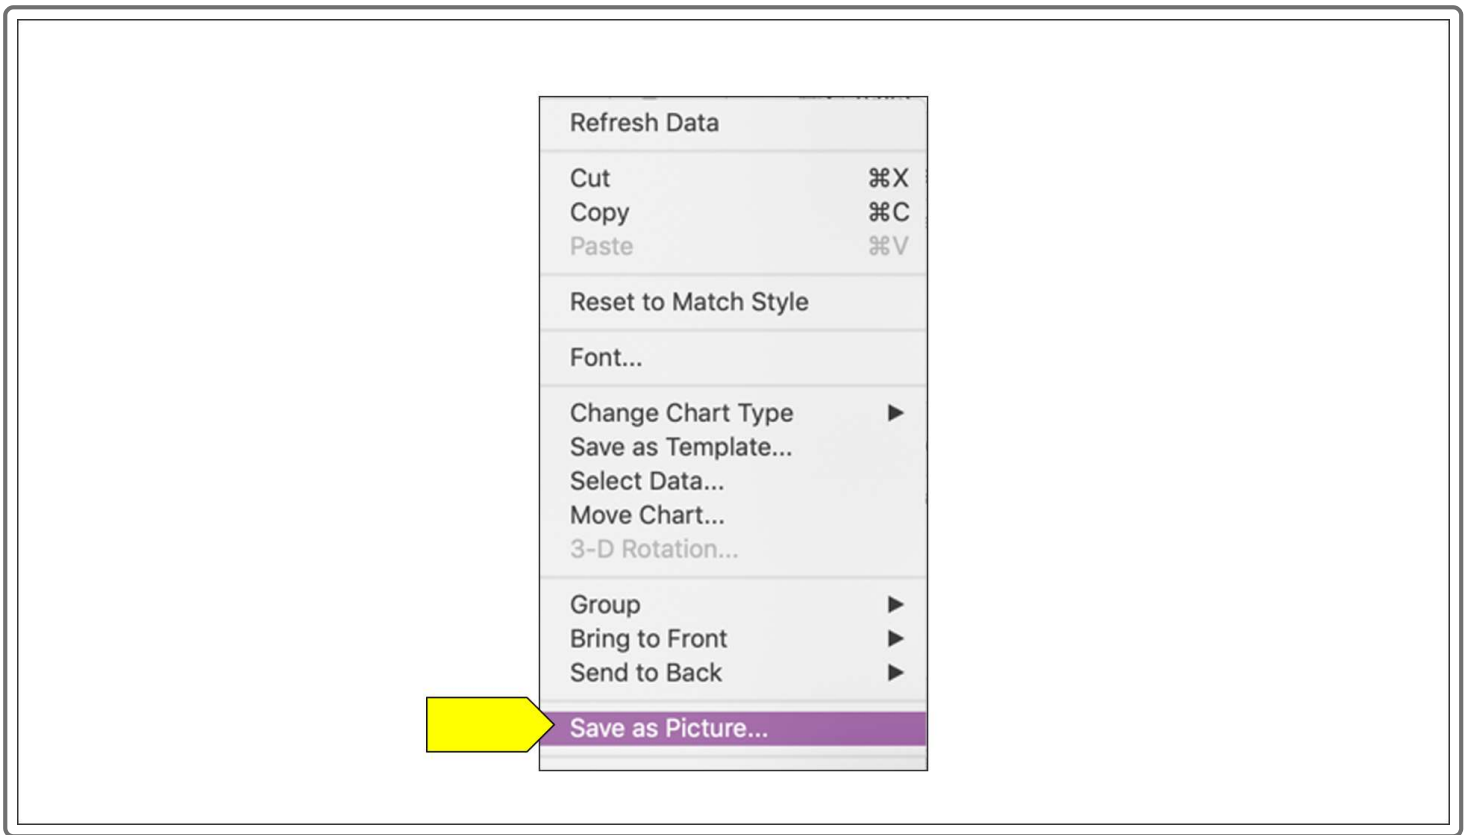 Refresh Data
Cut ⌘X
Copy ⌘C
Paste ⌘V
Reset to Match Style
Font...
Change Chart Type ▶
Save as Template...
Select Data...
Move Chart...
3-D Rotation...
Group ▶
Bring to Front ▶
Send to Back ▶
Save as Picture...